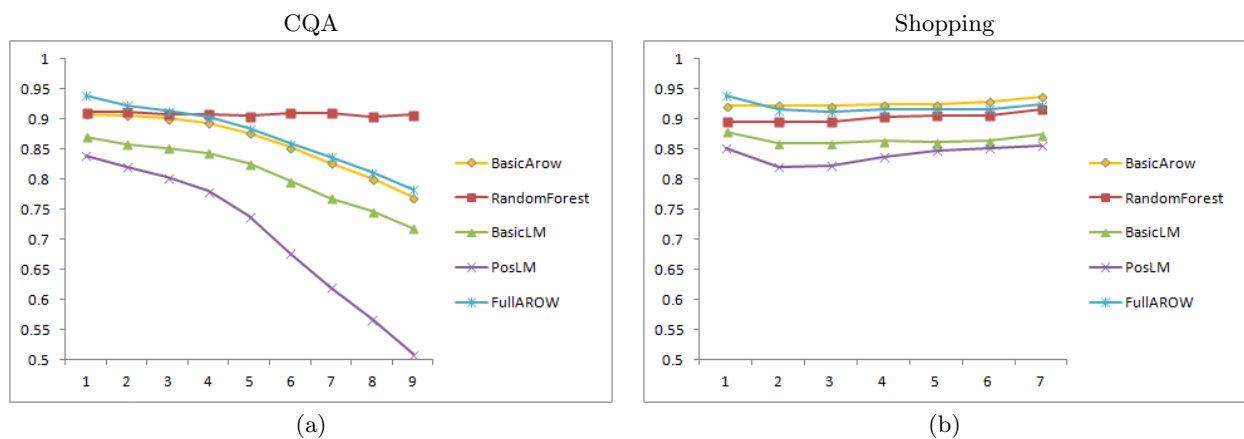 CQA
1
0.95
0.9
0.85
0.8
0.75
0.7
0.65
0.6
0.55
0.5
1 2 3 4 5 6 7 8 9
BasicArow
RandomForest
BasicLM
PosLM
FullAROW
(a)
Shopping
1
0.95
0.9
0.85
0.8
0.75
0.7
0.65
0.6
0.55
0.5
1 2 3 4 5 6 7
BasicArow
RandomForest
BasicLM
PosLM
FullAROW
(b)